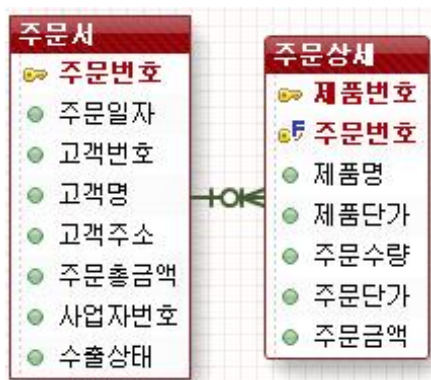 주문서
주문번호
주문일자
고객번호
고객명
고객주소
주문총금액
사업자번호
수출상태
주문상세
제품번호
주문번호
제품명
제품단가
주문수량
주문단가
주문금액